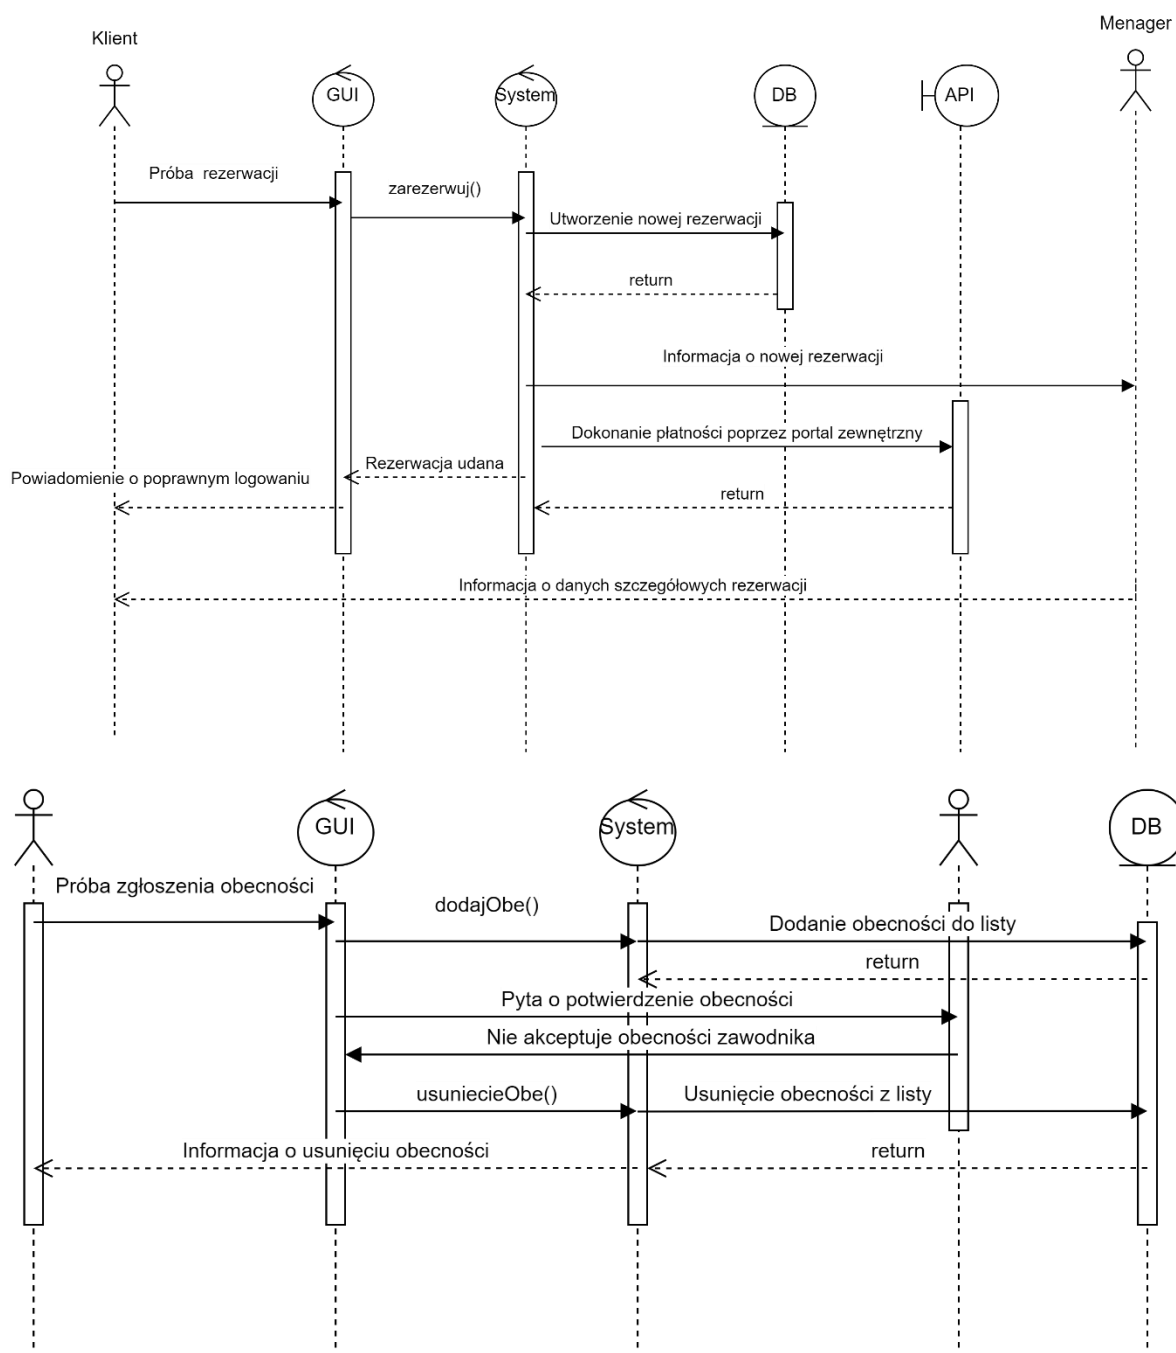 Menager
Klient
GUI
System
DB
API
Próba rezerwacji
zarezerwuj()
Utworzenie nowej rezerwacji
return
Informacja o nowej rezerwacji
Dokonanie płatności poprzez portal zewnętrzny
Rezerwacja udana
Powiadomienie o poprawnym logowaniu
return
Informacja o danych szczegółowych rezerwacji
GUI
System
DB
Próba zgłoszenia obecności
dodajObe()
Dodanie obecności do listy
return
Pyta o potwierdzenie obecności
Nie akceptuje obecności zawodnika
usuniecieObe()
Usunięcie obecności z listy
Informacja o usunięciu obecności
return